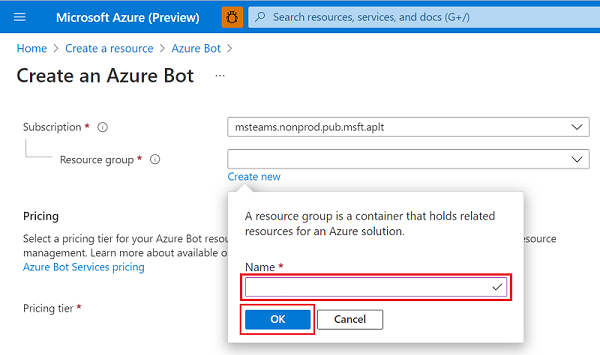 Microsoft Azure (Preview)
Search resources, services, and docs (G+/)
Home > Create a resource > Azure Bot >
Create an Azure Bot ...
Subscription *
msteams.nonprod.pub.msft.aplt
Resource group *
Create new
A resource group is a container that holds related
resources for an Azure solution.
Name *
OK
Cancel
Pricing
Select a pricing tier for your Azure Bot resou
esource
management. Learn more about available o
Azure Bot Services pricing
Pricing tier *